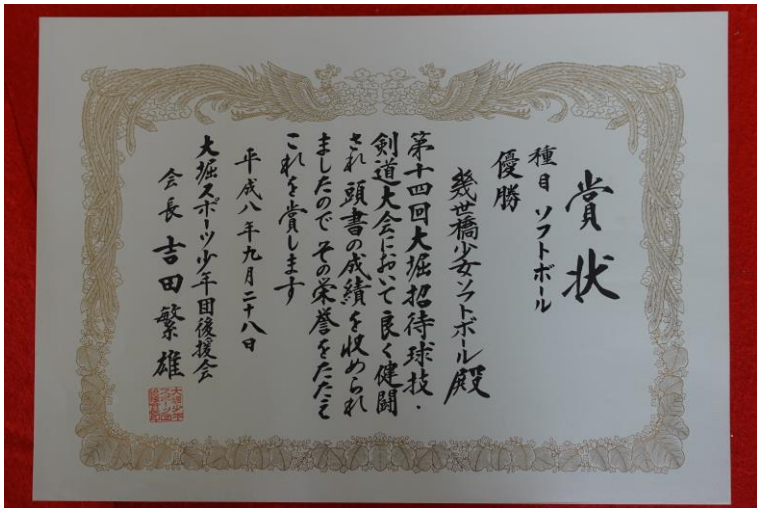 賞状
種目 ソフトボール
優勝
幾世橋少女ソフトボール殿
第十四回大堀招待球技・
剣道大会において良く健闘
され頭書の成績を収められ
ましたのでその栄誉をたたえ
これを賞します
平成八年九月二十八日
大堀スポーツ少年団後援会
会長 吉田繁雄